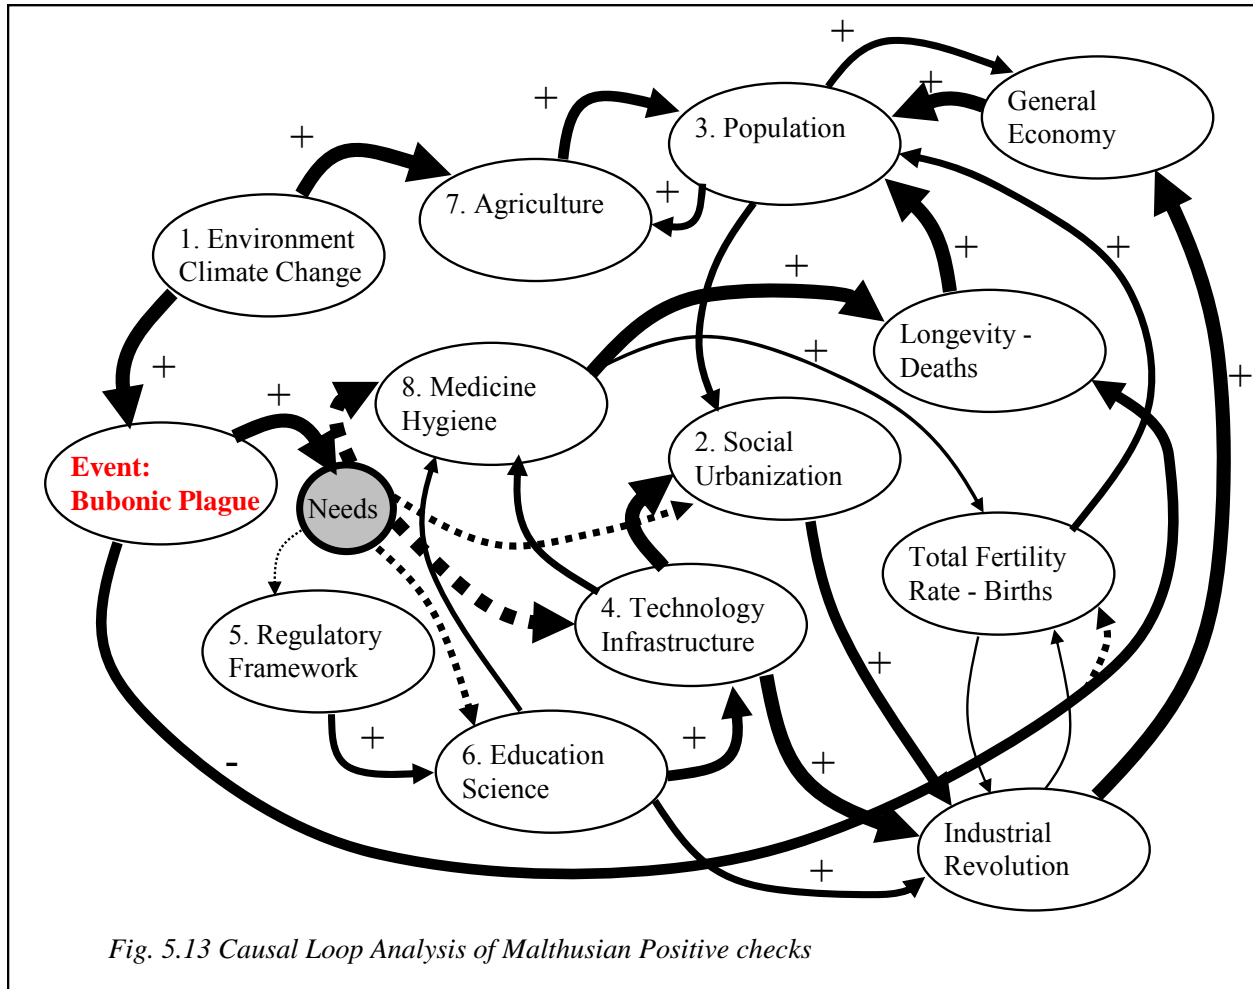 +
General
Economy
+
+
3. Population
+
7. Agriculture
+
1. Environment
Climate Change
+
+
+
Longevity -
Deaths
+
+
+
+
8. Medicine
Hygiene
2. Social
Urbanization
Event:
Bubonic Plague
Needs
Total Fertility
Rate - Births
4. Technology
Infrastructure
5. Regulatory
Framework
+
+
+
+
-
6. Education
Science
Industrial
Revolution
+
Fig. 5.13 Causal Loop Analysis of Malthusian Positive checks